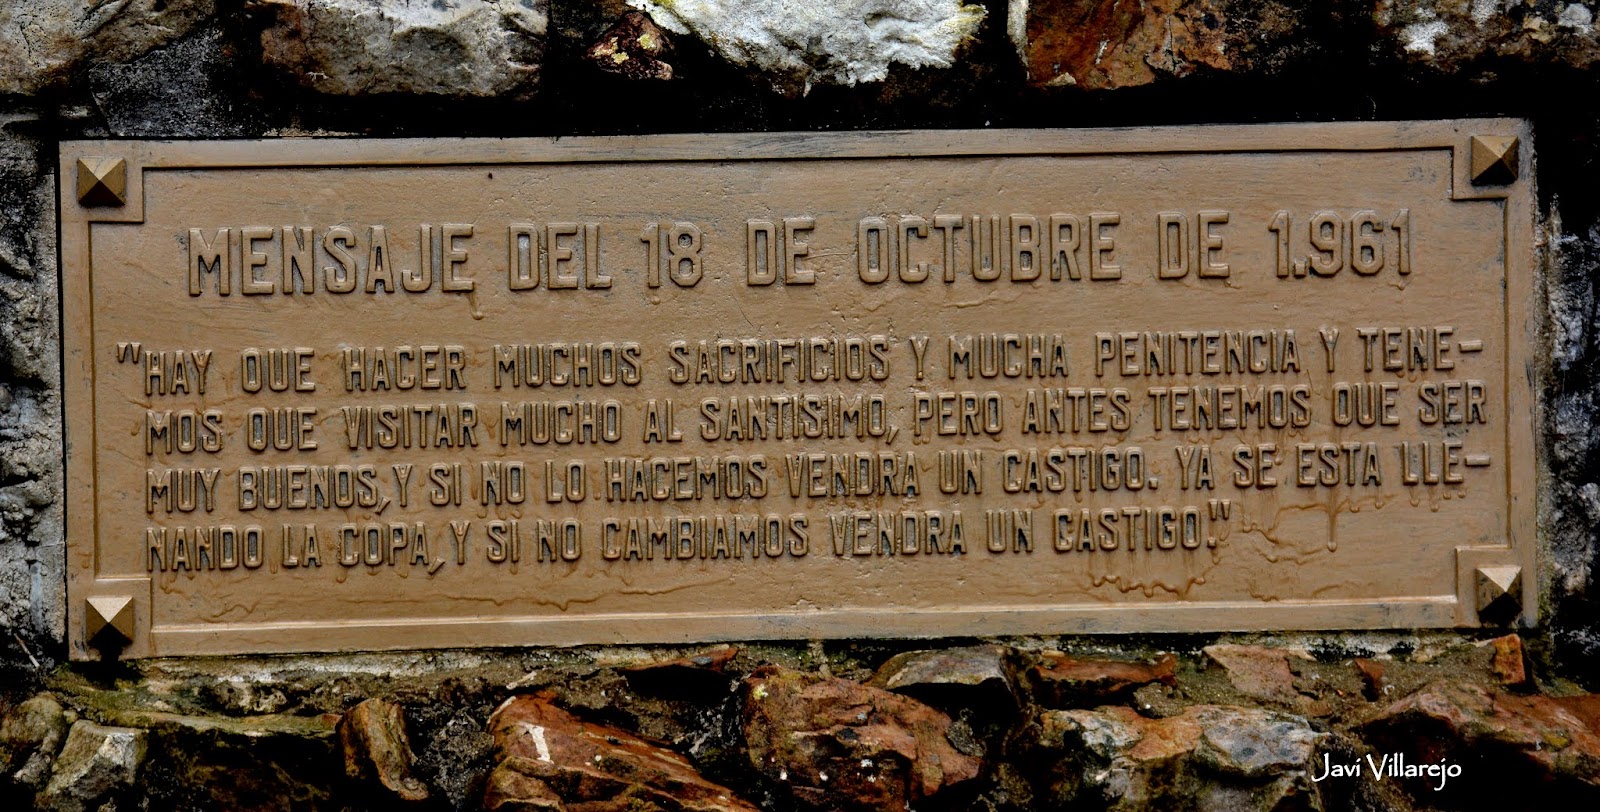 MENSAJE DEL 18 DE OCTUBRE DE 1.961
"HAY QUE HACER MUCHOS SACRIFICIOS Y MUCHA PENITENCIA Y TENE-
MOS QUE VISITAR MUCHO AL SANTISIMO, PERO ANTES TENEMOS QUE SER
MUY BUENOS, Y SI NO LO HACEMOS VENDRA UN CASTIGO. YA SE ESTA LLE-
NANDO LA COPA, Y SI NO CAMBIAMOS VENDRA UN CASTIGO."
Javi Villarejo